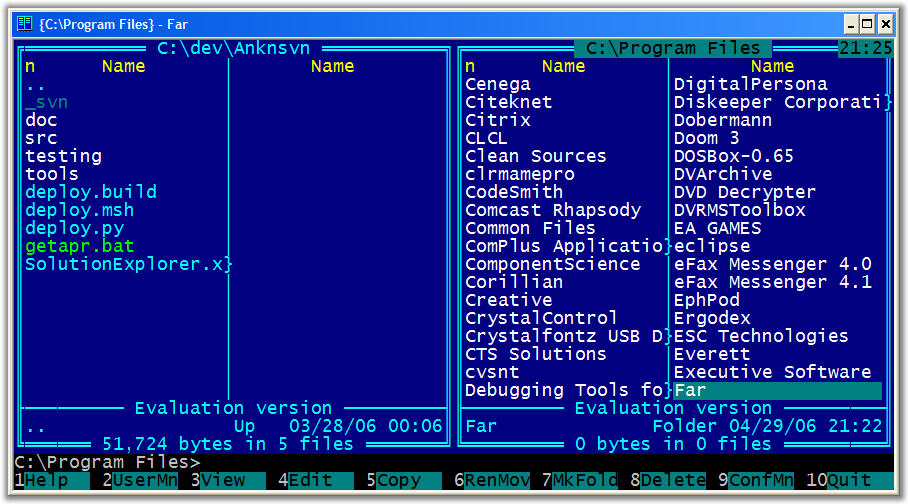 {C:\Program Files} - Far
C:\dev\Anknsvn C:\Program Files 21:25
n Name Name n Name Name
.. Cenega DigitalPersona
_svn Citeknet Diskeeper Corporati}
doc Citrix Dobermann
src CLCL Doom 3
testing Clean Sources DOSBox-0.65
tools clrmamepro DVArchive
deploy.build CodeSmith DVD Decrypter
deploy.msh Comcast Rhapsody DVRMSToolbox
deploy.py Common Files EA GAMES
getapr.bat ComPlus Applicatio} eclipse
SolutionExplorer.x} ComponentScience eFax Messenger 4.0
Corillian eFax Messenger 4.1
Creative EphPod
CrystalControl Ergodex
Crystalfontz USB D} ESC Technologies
CTS Solutions Everett
cvsnt Executive Software
Debugging Tools fo} Far
Evaluation version Evaluation version
.. Up 03/28/06 00:06 Far Folder 04/29/06 21:22
51,724 bytes in 5 files 0 bytes in 0 files
C:\Program Files>
1Help 2UserMn 3View 4Edit 5Copy 6RenMov 7MkFold 8Delete 9ConfMn 10Quit